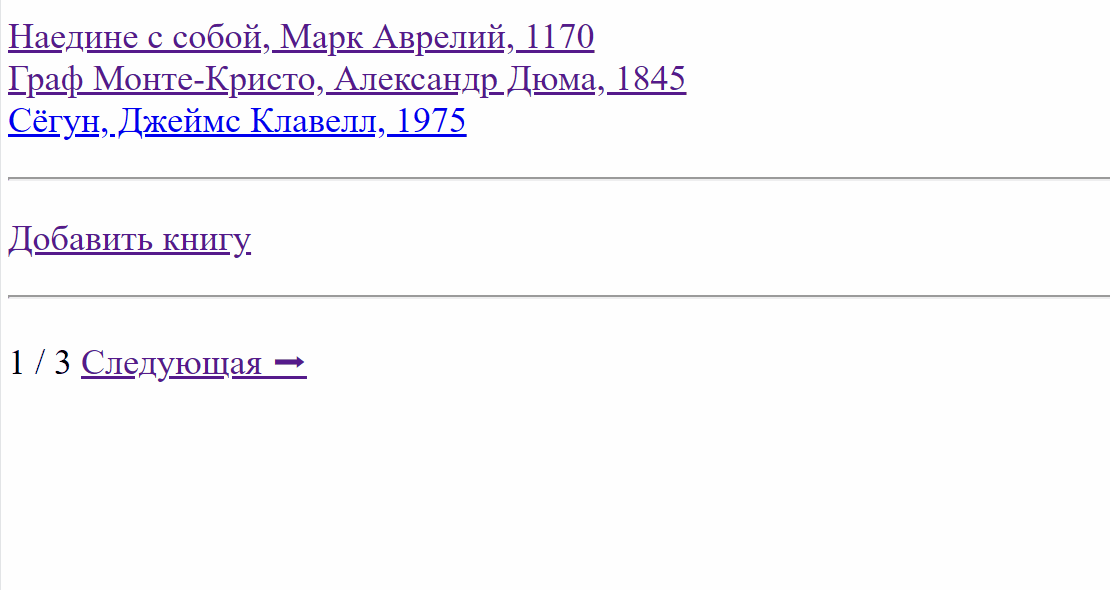 Наедине с собой, Марк Аврелий, 1170
Граф Монте-Кристо, Александр Дюма, 1845
Сёгун, Джеймс Клавелл, 1975
Добавить книгу
1 / 3 Следующая →